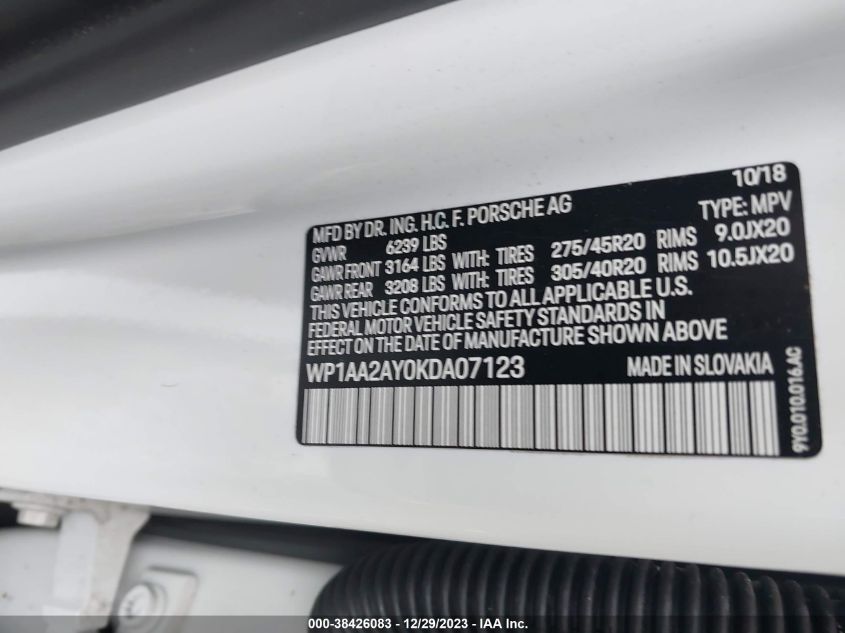 10/18
MFD BY DR. ING. H.C. F. PORSCHE AG TYPE: MPV
GVWR 6239 LBS
GAWR FRONT 3164 LBS WITH: TIRES 275/45R20 RIMS 9.0JX20
GAWR REAR 3208 LBS WITH: TIRES 305/40R20 RIMS 10.5JX20
THIS VEHICLE CONFORMS TO ALL APPLICABLE U.S.
FEDERAL MOTOR VEHICLE SAFETY STANDARDS IN
EFFECT ON THE DATE OF MANUFACTURE SHOWN ABOVE
WP1AA2AY0KDA07123 MADE IN SLOVAKIA
9Y0.010.016.AC
000-38426083 - 12/29/2023 - IAA Inc.